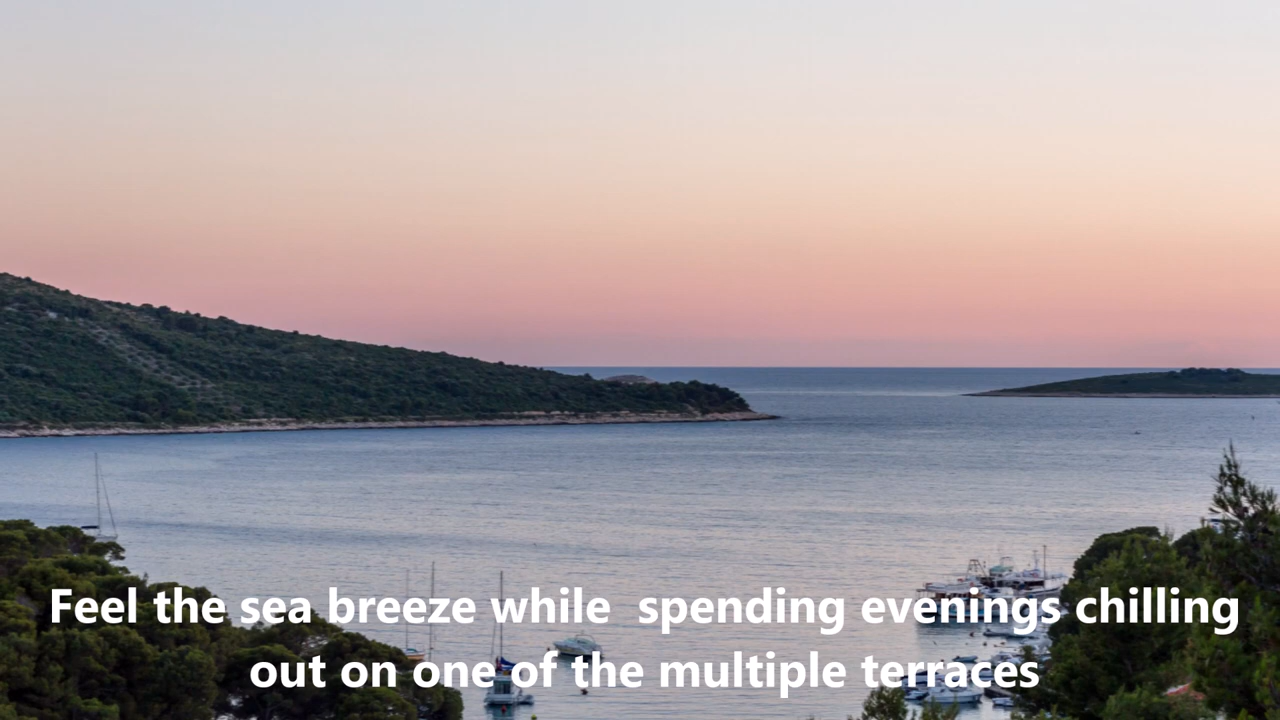 Feel the sea breeze while  spending evenings chilling
out on one of the multiple terraces